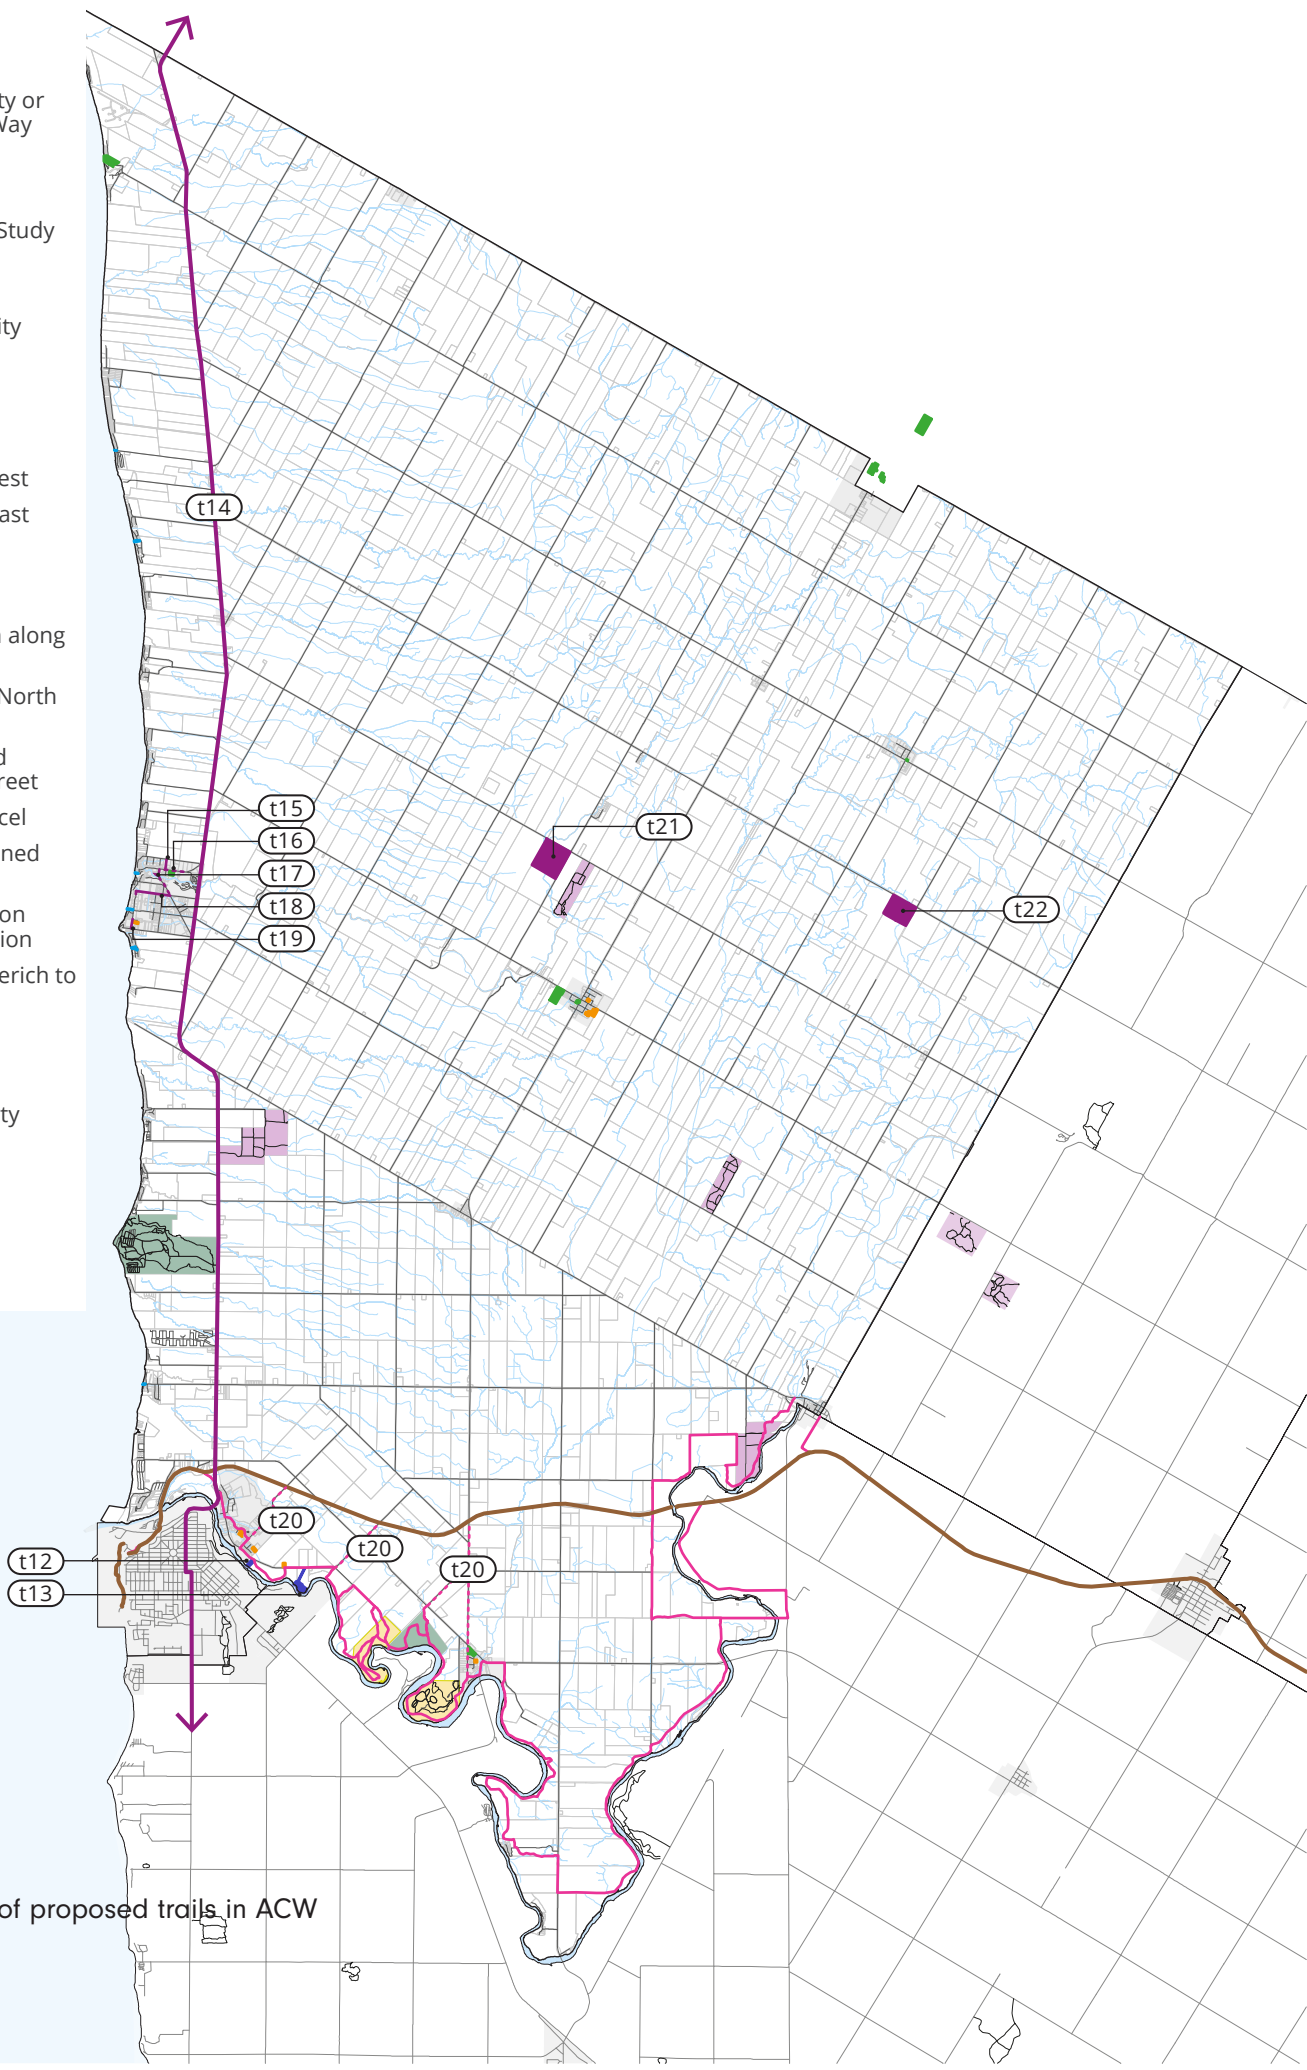 ty or
Way
Study
ity
est
ast
along
North
d
reet
cel
ned
on
ion
erich to
ty
t14
t15
t16
t17
t18
t19
t21
t22
t20
t20
t20
t12
t13
of proposed trails in ACW